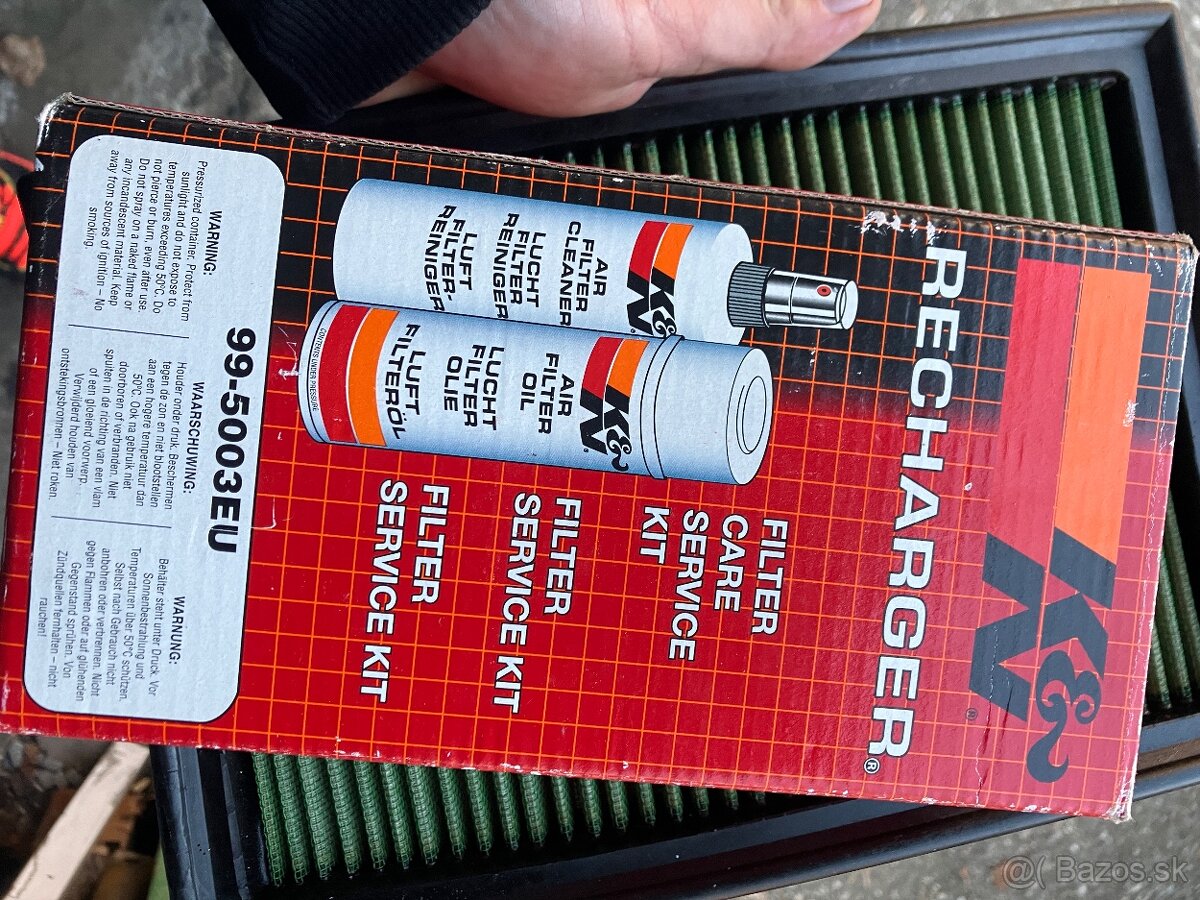 K&N®
RECHARGER®
K&N
AIR
FILTER
CLEANER
LUCHT
FILTER
REINIGER
LUFT
FILTER-
REINIGER
K&N
AIR
FILTER
OIL
LUCHT
FILTER
OLIE
LUFT
FILTERÖL
CONTENTS UNDER PRESSURE
FILTER
CARE
SERVICE
KIT
FILTER
SERVICE KIT
FILTER
SERVICE KIT
99-5003EU
WARNING:
Pressurized container. Protect from
sunlight and do not expose to
temperatures exceeding 50°C. Do
not pierce or burn, even after use.
Do not spray on a naked flame or
any incandescent material. Keep
away from sources of ignition – No
smoking.
WAARSCHUWING:
Houder onder druk. Beschermen
tegen de zon en niet blootstellen
aan een hogere temperatuur dan
50°C. Ook na gebruik niet
doorboren of verbranden. Niet
spuiten in de richting van een vlam
of een gloeiend voorwerp.
Verwijderd houden van
ontstekingsbronnen – Niet roken.
WARNUNG:
Behälter steht unter Druck. Vor
Sonnenbestrahlung und
Temperaturen über 50°C schützen.
Selbst nach Gebrauch nicht
anbohren oder verbrennen. Nicht
gegen Flammen oder auf glühenden
Gegenstand sprühen. Von
Zündquellen fernhalten – nicht
rauchen!
@( Bazos.sk